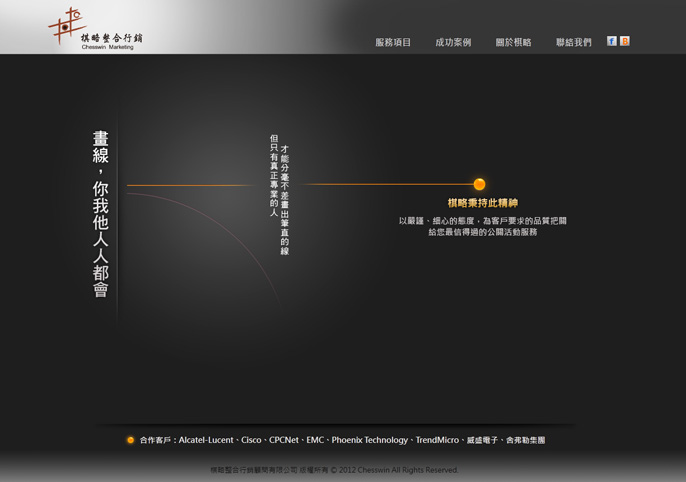 棋略整合行銷
Chesswin Marketing
服務項目
成功案例
關於棋略
聯絡我們
畫線，你我他人人都會
但只有真正專業的人
才能分毫不差畫出筆直的線
棋略秉持此精神
以嚴謹、細心的態度，為客戶要求的品質把關
給您最信得過的公關活動服務
合作客戶：Alcatel-Lucent、Cisco、CPCNet、EMC、Phoenix Technology、TrendMicro、威盛電子、舍弗勒集團
棋略整合行銷顧問有限公司 版權所有 © 2012 Chesswin All Rights Reserved.